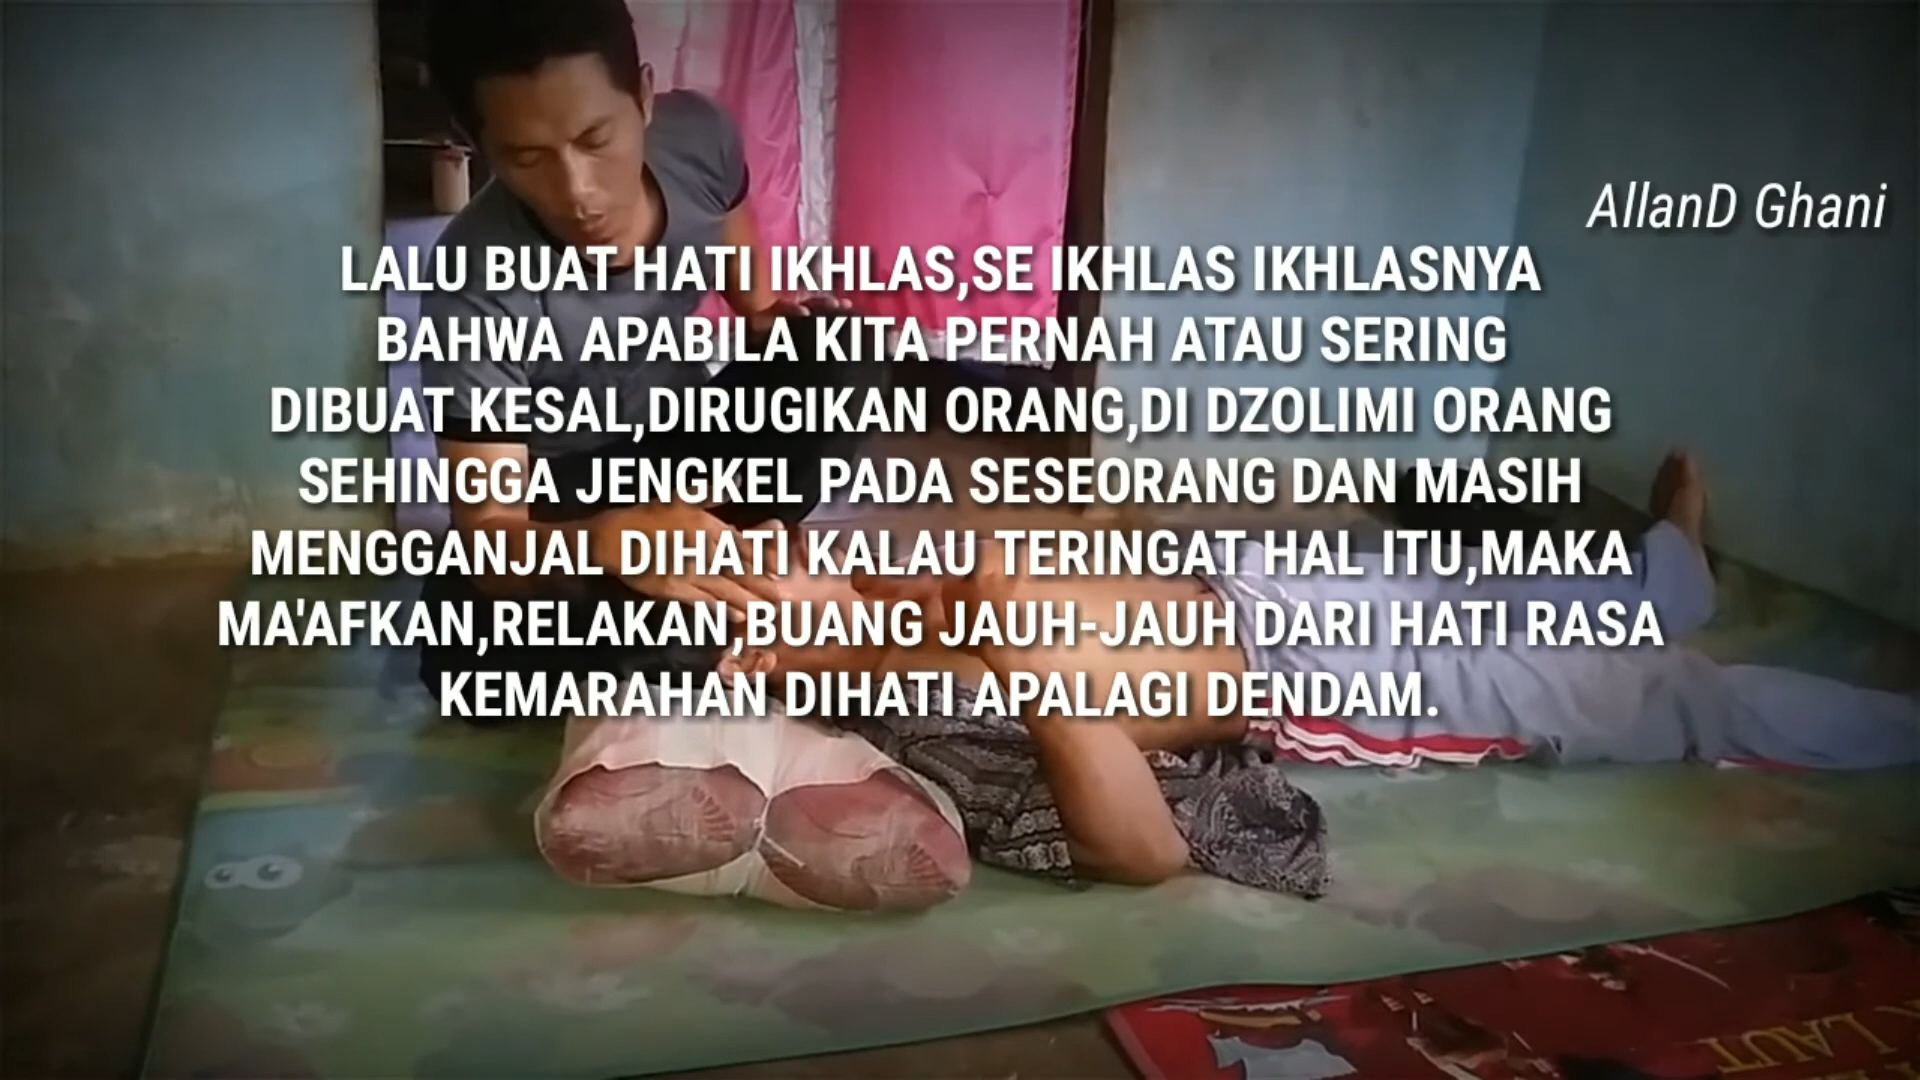 AllanD Ghani
LALU BUAT HATI IKHLAS,SE IKHLAS IKHLASNYA
BAHWA APABILA KITA PERNAH ATAU SERING
DIBUAT KESAL,DIRUGIKAN ORANG,DI DZOLIMI ORANG
SEHINGGA JENGKEL PADA SESEORANG DAN MASIH
MENGGANJAL DIHATI KALAU TERINGAT HAL ITU,MAKA
MA'AFKAN,RELAKAN,BUANG JAUH-JAUH DARI HATI RASA
KEMARAHAN DIHATI APALAGI DENDAM.
LAUT